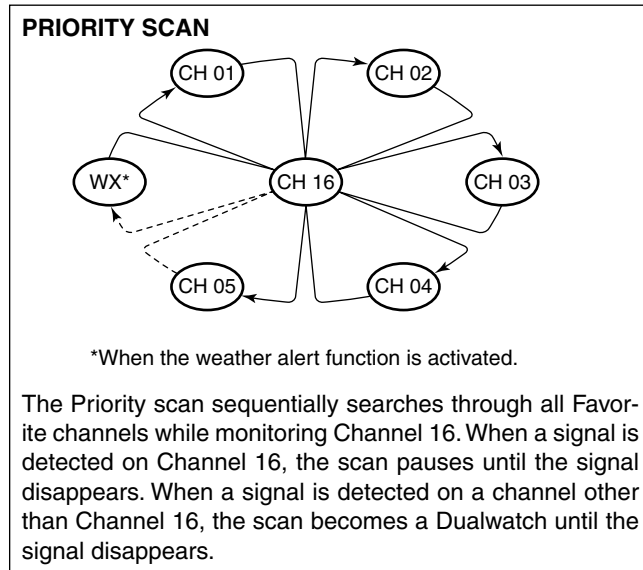 PRIORITY SCAN
CH 01
CH 02
WX*
CH 16
CH 03
CH 05
CH 04
*When the weather alert function is activated.
The Priority scan sequentially searches through all Favor-
ite channels while monitoring Channel 16. When a signal is
detected on Channel 16, the scan pauses until the signal
disappears. When a signal is detected on a channel other
than Channel 16, the scan becomes a Dualwatch until the
signal disappears.